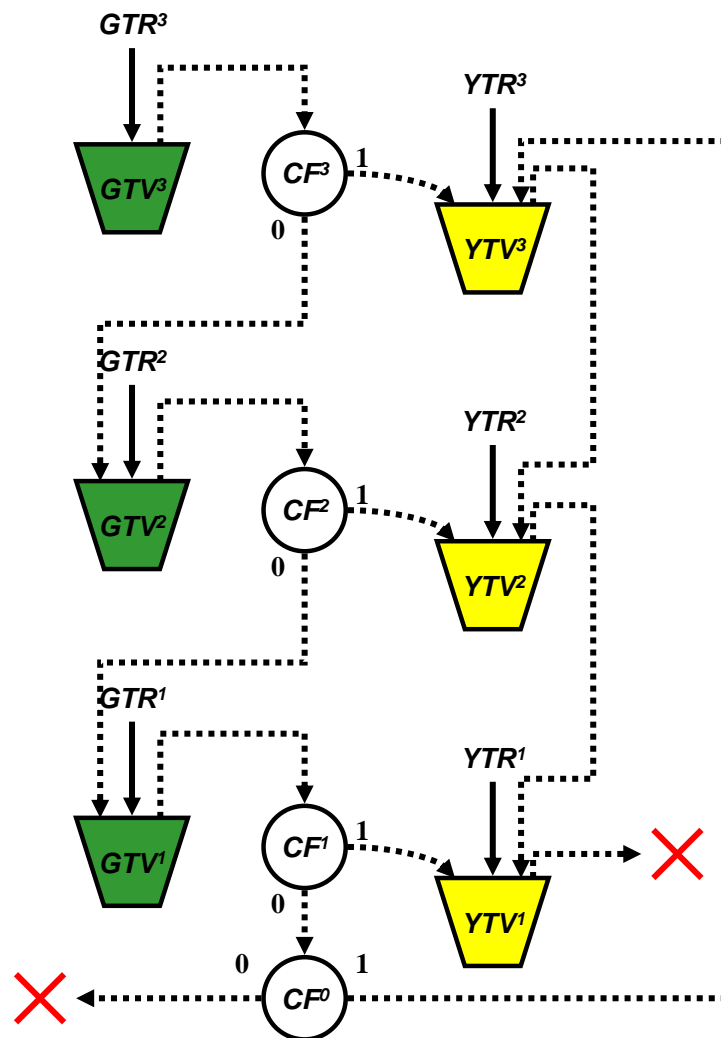 GTR³
YTR³
GTV³
CF³
1
0
YTV³
GTR²
YTR²
GTV²
CF²
1
0
YTV²
GTR¹
YTR¹
GTV¹
CF¹
1
0
YTV¹
0
CF⁰
1